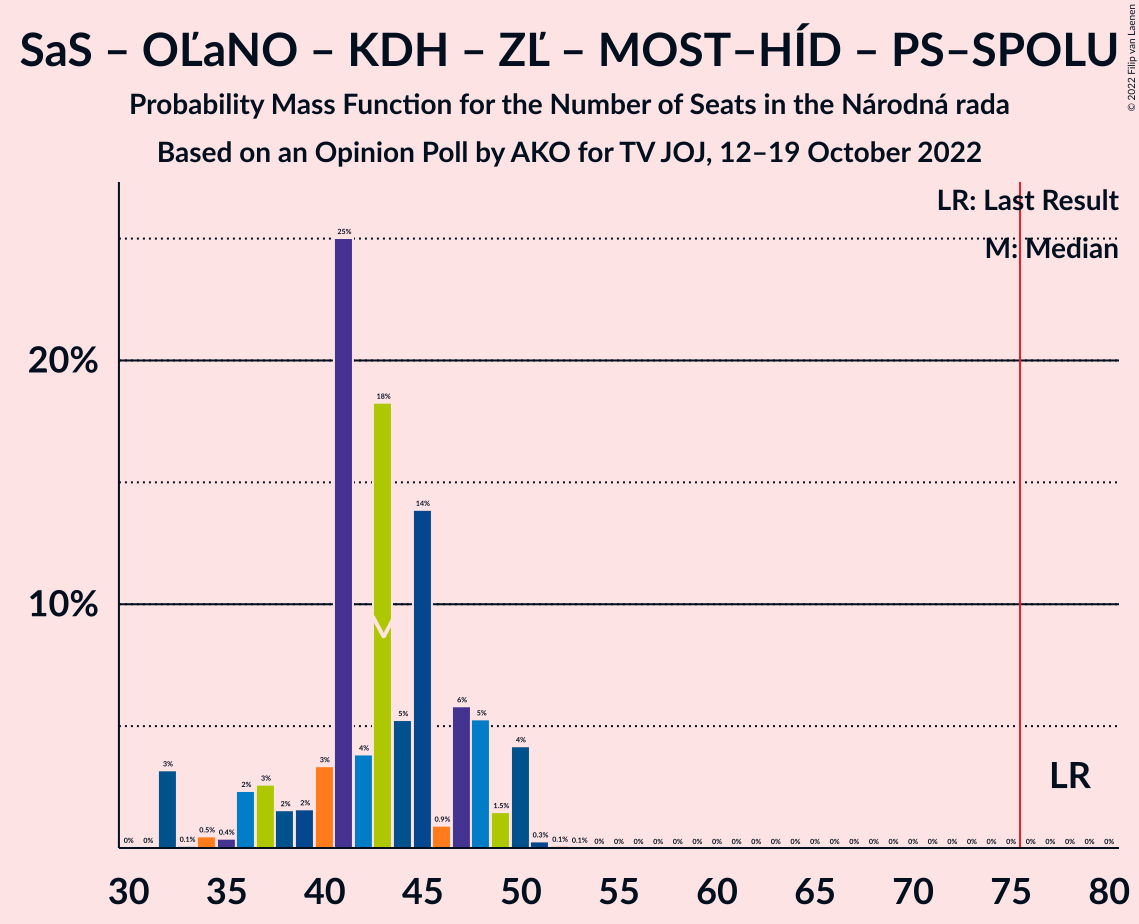 SaS – OĽaNO – KDH – ZĽ – MOST–HÍD – PS–SPOLU
Probability Mass Function for the Number of Seats in the Národná rada
Based on an Opinion Poll by AKO for TV JOJ, 12–19 October 2022
© 2022 Filip van Laenen
LR: Last Result
M: Median
20%
10%
0% 0% 3% 0.1% 0.5% 0.4% 2% 3% 2% 2% 3% 25% 4% 18% 5% 14% 0.9% 6% 5% 1.5% 4% 0.3% 0.1% 0.1% 0% 0% 0% 0% 0% 0% 0% 0% 0% 0% 0% 0% 0% 0% 0% 0% 0% 0% 0% 0% 0% 0% 0% 0% 0% 0% 0%
M
LR
30 35 40 45 50 55 60 65 70 75 80